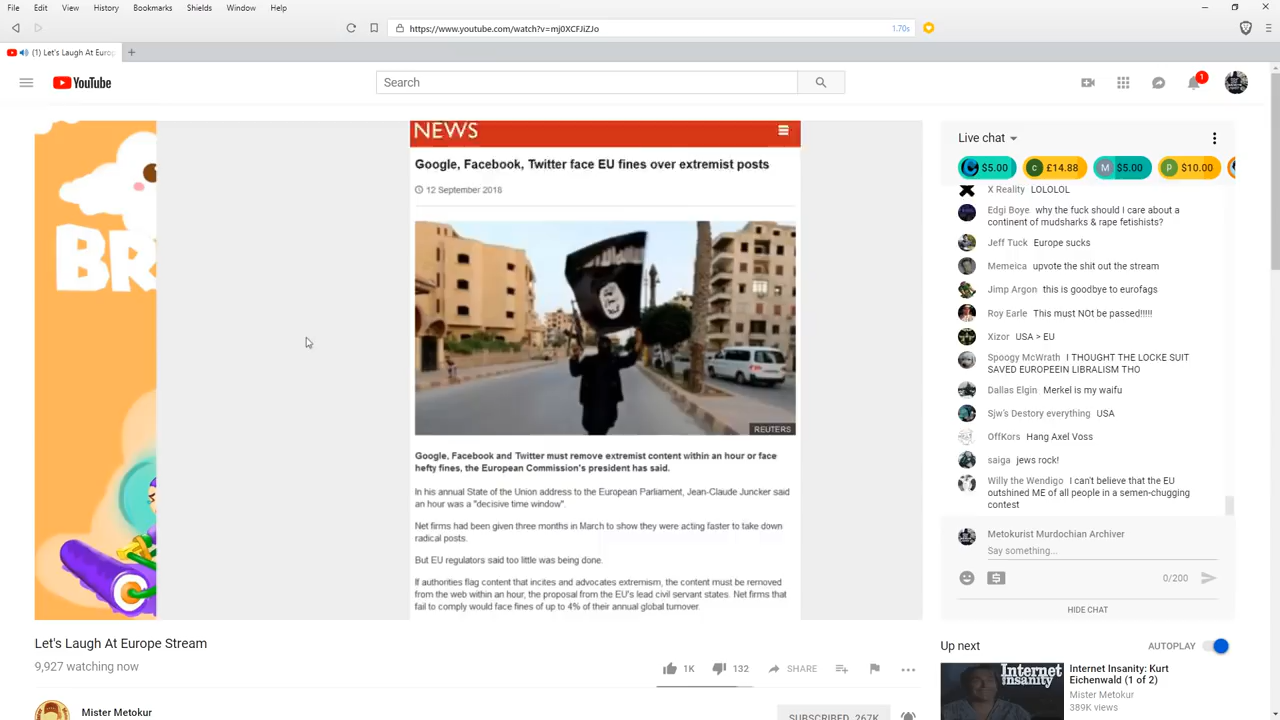 File Edit View History Bookmarks Shields Window Help
https://www.youtube.com/watch?v=mj0XCFJiZJo 1.70s
(1) Let's Laugh At Europ
YouTube
Search
1
BR
NEWS
Google, Facebook, Twitter face EU fines over extremist posts
12 September 2018
REUTERS
Google, Facebook and Twitter must remove extremist content within an hour or face
hefty fines, the European Commission's president has said.
In his annual State of the Union address to the European Parliament, Jean-Claude Juncker said
an hour was a "decisive time window".
Net firms had been given three months in March to show they were acting faster to take down
radical posts.
But EU regulators said too little was being done.
If authorities flag content that incites and advocates extremism, the content must be removed
from the web within an hour, the proposal from the EU's lead civil servant states. Net firms that
fail to comply would face fines of up to 4% of their annual global turnover.
Live chat
$5.00 c £14.88 M $5.00 p $10.00
X Reality LOLOLOL
Edgi Boye why the fuck should I care about a
continent of mudsharks & rape fetishists?
Jeff Tuck Europe sucks
Memeica upvote the shit out the stream
Jimp Argon this is goodbye to eurofags
Roy Earle This must NOt be passed!!!!!
Xizor USA > EU
Spoogy McWrath I THOUGHT THE LOCKE SUIT
SAVED EUROPEEIN LIBRALISM THO
Dallas Elgin Merkel is my waifu
Sjw's Destory everything USA
OffKors Hang Axel Voss
saiga jews rock!
Willy the Wendigo I can't believe that the EU
outshined ME of all people in a semen-chugging
contest
Metokurist Murdochian Archiver
Say something...
0/200
HIDE CHAT
Let's Laugh At Europe Stream
9,927 watching now
1K 132 SHARE
Mister Metokur
SUBSCRIBED 267K
Up next AUTOPLAY
Internet Insanity
Internet Insanity: Kurt
Eichenwald (1 of 2)
Mister Metokur
389K views